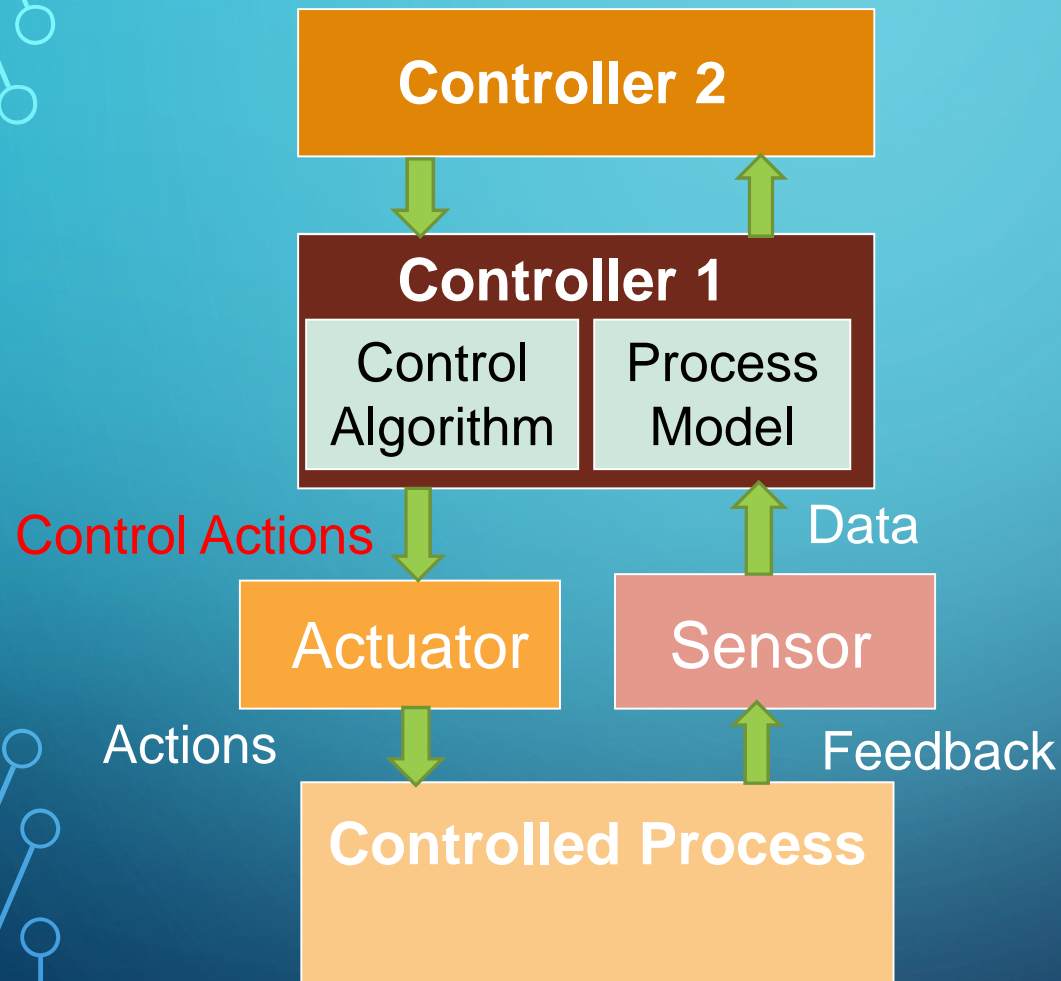 Controller 2
Controller 1
Control
Algorithm
Process
Model
Control Actions
Data
Actuator
Sensor
Actions
Feedback
Controlled Process